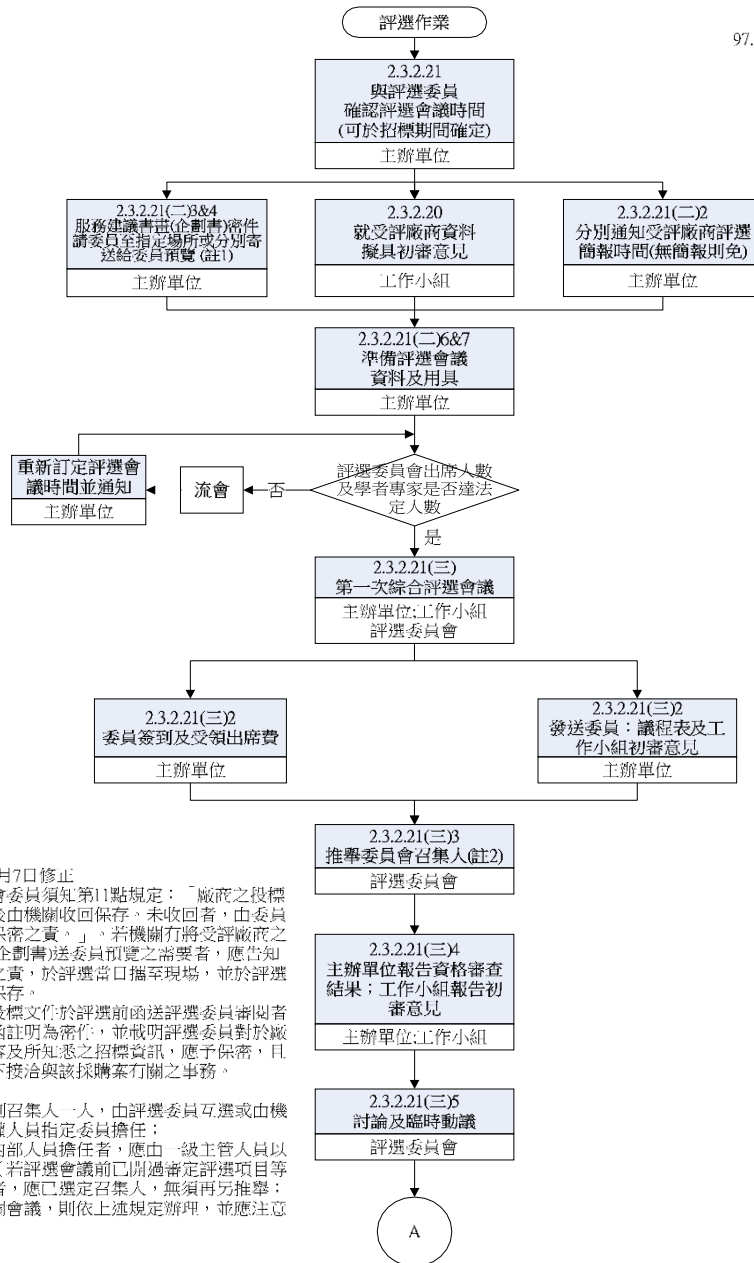 評選作業
97.
2.3.2.21
與評選委員
確認評選會議時間
(可於招標期間確定)
主辦單位
2.3.2.21(二)3&4
服務建議書(企劃書)密件
請委員至指定場所或分別寄
送給委員預覽 (註1)
主辦單位
2.3.2.20
就受評廠商資料
擬具初審意見
工作小組
2.3.2.21(二)2
分別通知受評廠商評選
簡報時間(無簡報則免)
主辦單位
2.3.2.21(二)6&7
準備評選會議
資料及用具
主辦單位
重新訂定評選會
議時間並通知
主辦單位
流會
否
評選委員會出席人數
及學者專家是否達法
定人數
是
2.3.2.21(三)
第一次綜合評選會議
主辦單位;工作小組
評選委員會
2.3.2.21(三)2
委員簽到及受領出席費
主辦單位
2.3.2.21(三)2
發送委員：議程表及工
作小組初審意見
主辦單位
2.3.2.21(三)3
推舉委員會召集人(註2)
評選委員會
2.3.2.21(三)4
主辦單位報告資格審查
結果；工作小組報告初
審意見
主辦單位;工作小組
2.3.2.21(三)5
討論及臨時動議
評選委員會
A
月7日修正
會委員須知第11點規定：「廠商之投標
後由機關收回保存。未收回者，由委員
保密之責。」。若機關有將受評廠商之
企劃書)送委員預覽之需要者，應告知
之責，於評選當日攜至現場，並於評選
保存。
投標文件於評選前函送評選委員審閱者
函註明為密件，並載明評選委員對於廠
容及所知悉之招標資訊，應予保密，且
下接洽與該採購案有關之事務。
召集人一人，由評選委員互選或由機
權人員指定委員擔任；
內部人員擔任者，應由一級主管人員以
(若評選會議前已開過審定評選項目等
者，應已選定召集人，無須再另推舉；
開會議，則依上述規定辦理，並應注意